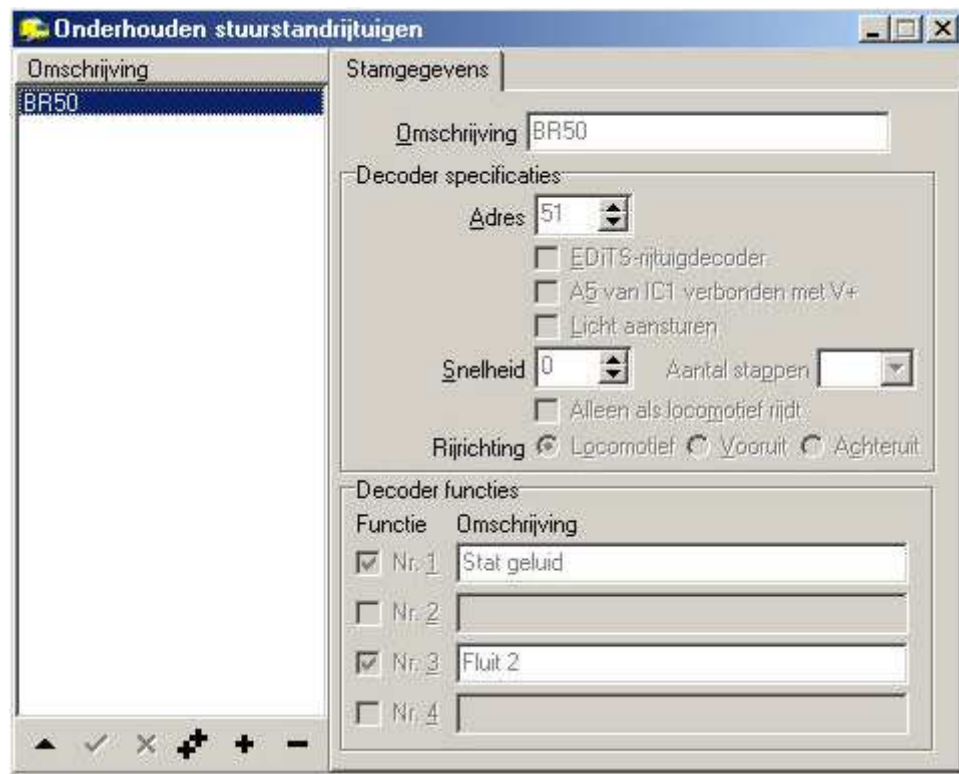 Onderhouden stuurstandrijtuigen
Omschrijving
BR50
Stamgegevens
Omschrijving BR50
Decoder specificaties
Adres 51
EDiTS-rijtuigdecoder
A5 van IC1 verbonden met V+
Licht aansturen
Snelheid 0 Aantal stappen
Alleen als locomotief rijdt
Rijrichting Locomotief Vooruit Achteruit
Decoder functies
Functie Omschrijving
Nr. 1 Stat geluid
Nr. 2
Nr. 3 Fluit 2
Nr. 4